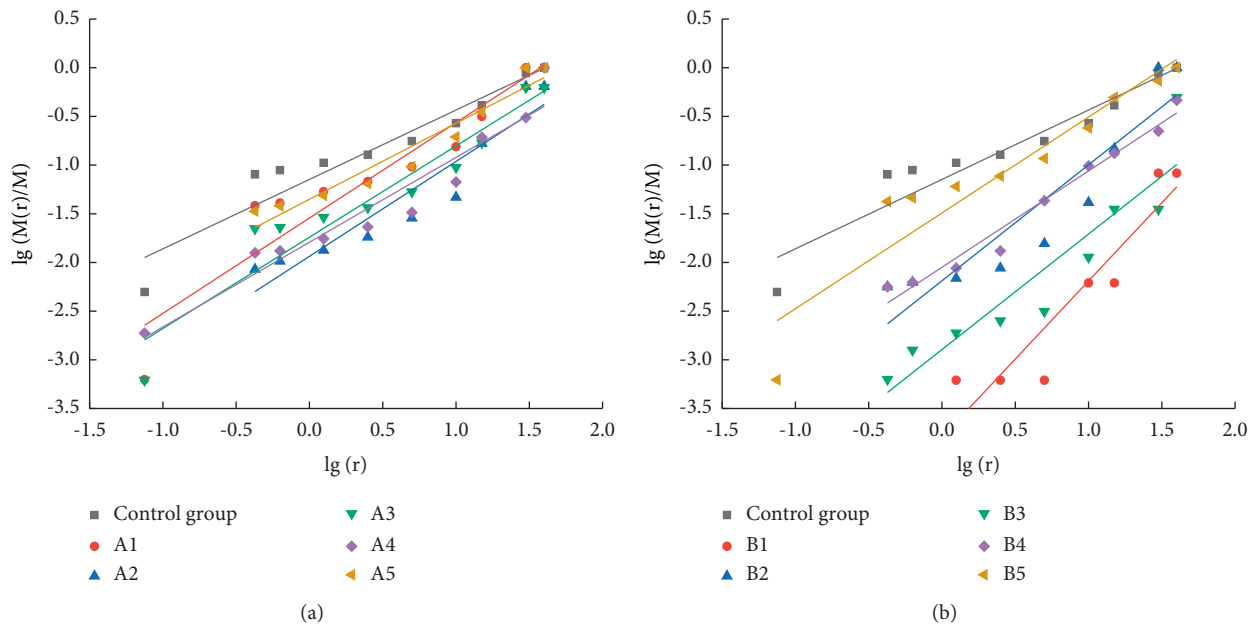 0.5
0.0
-0.5
-1.0
-1.5
-2.0
-2.5
-3.0
-3.5
lg (M(r)/M)
-1.5 -1.0 -0.5 0.0 0.5 1.0 1.5 2.0
lg (r)
Control group
A1
A2
A3
A4
A5
(a)
0.5
0.0
-0.5
-1.0
-1.5
-2.0
-2.5
-3.0
-3.5
lg (M(r)/M)
-1.5 -1.0 -0.5 0.0 0.5 1.0 1.5 2.0
lg (r)
Control group
B1
B2
B3
B4
B5
(b)